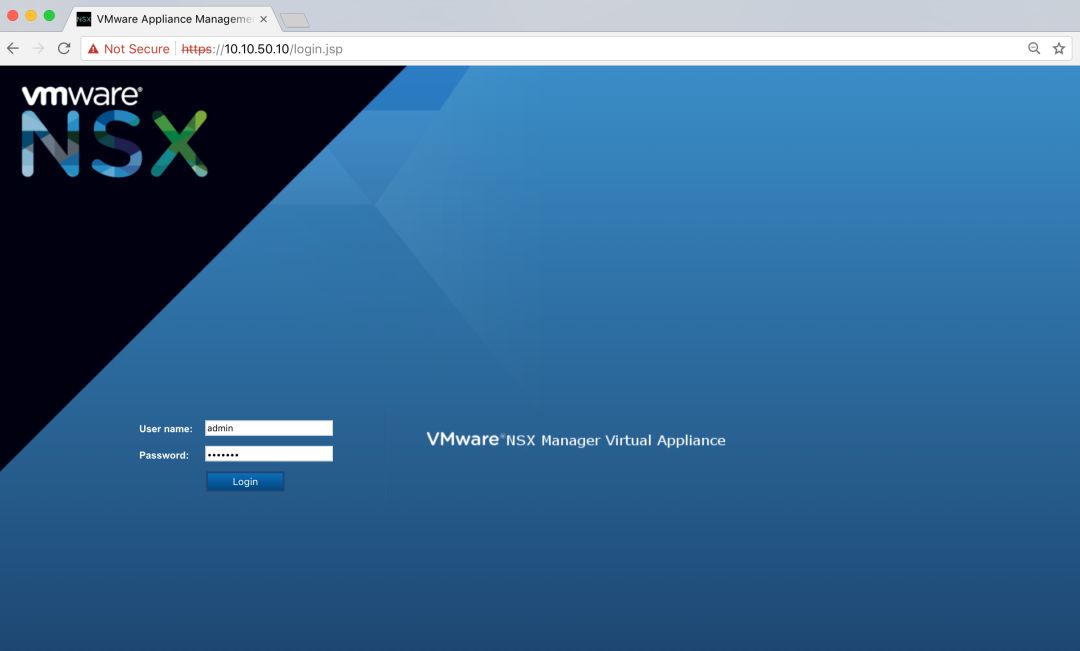 NSX VMware Appliance Manageme
Not Secure https://10.10.50.10/login.jsp
vmware®
NSX
User name: admin
Password: •••••••
Login
VMware® NSX Manager Virtual Appliance